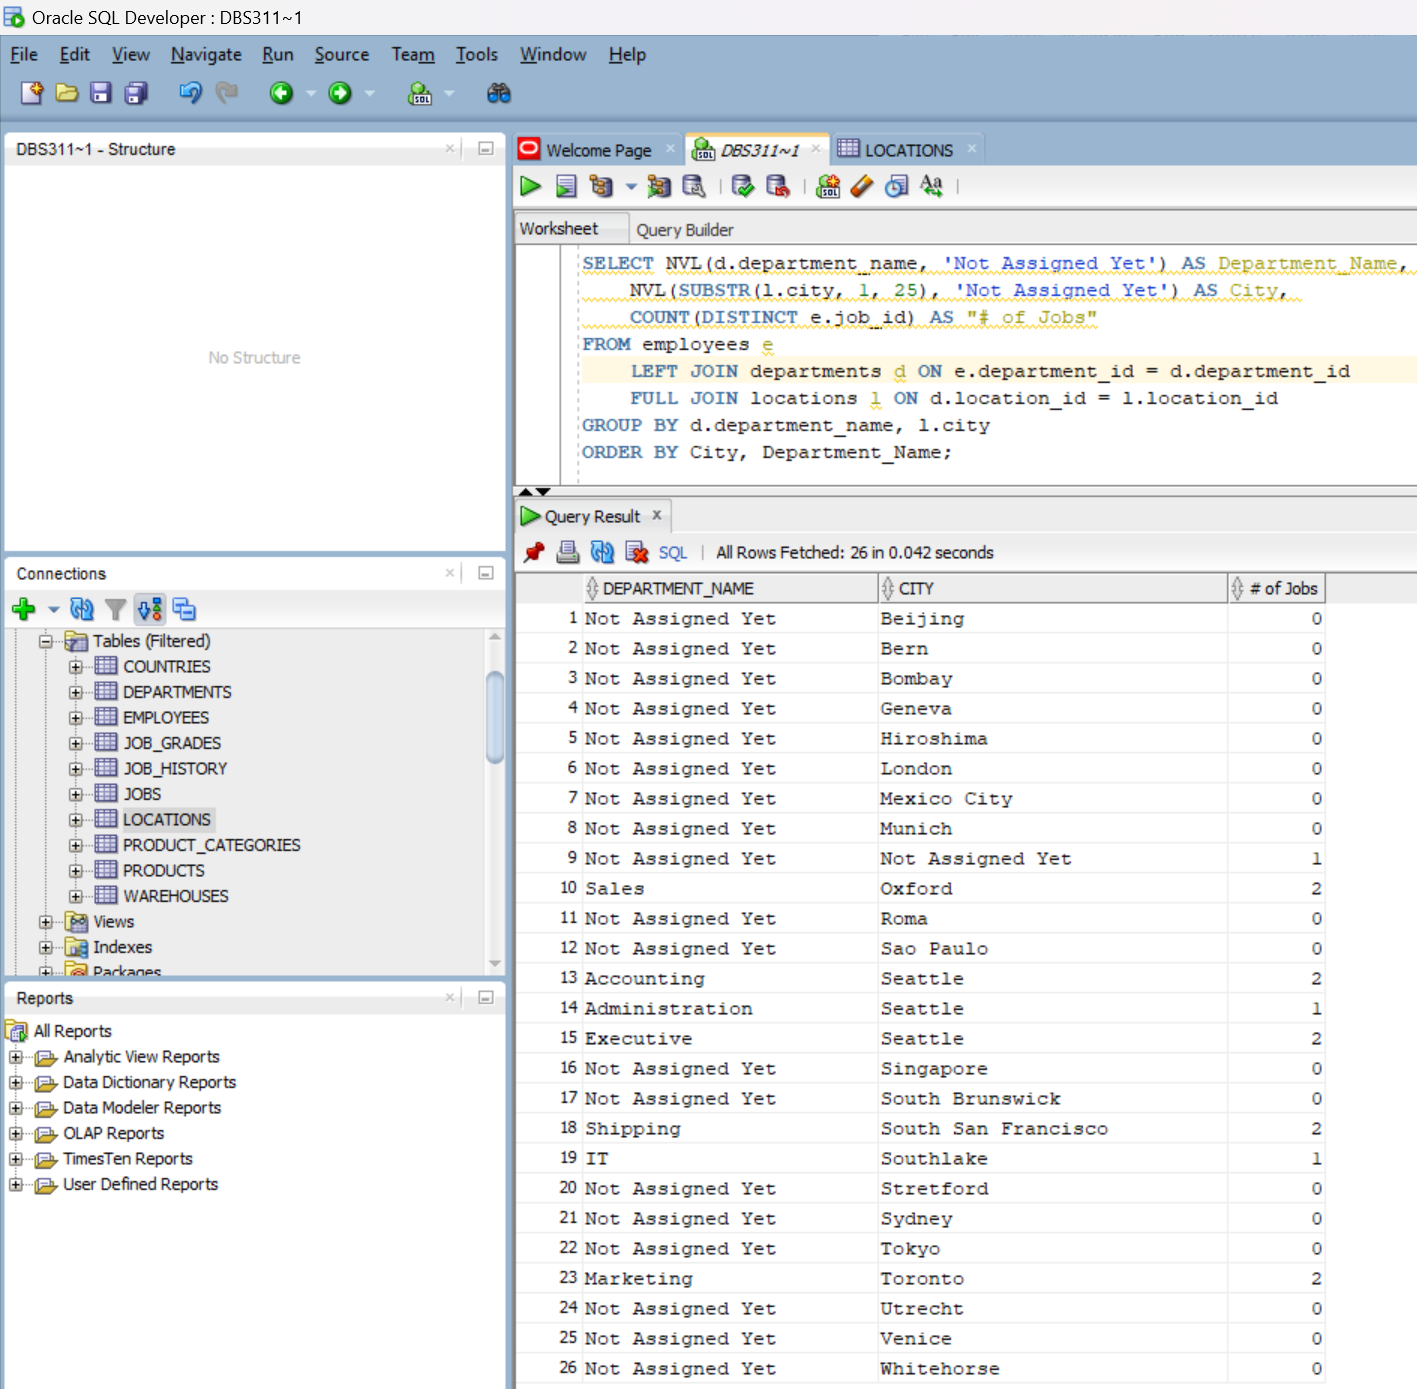 Oracle SQL Developer : DBS311~1
File Edit View Navigate Run Source Team Tools Window Help
DBS311~1 - Structure
No Structure
Connections
Tables (Filtered)
COUNTRIES
DEPARTMENTS
EMPLOYEES
JOB_GRADES
JOB_HISTORY
JOBS
LOCATIONS
PRODUCT_CATEGORIES
PRODUCTS
WAREHOUSES
Views
Indexes
Packages
Reports
All Reports
Analytic View Reports
Data Dictionary Reports
Data Modeler Reports
OLAP Reports
TimesTen Reports
User Defined Reports
Welcome Page DBS311~1 LOCATIONS
Worksheet Query Builder
SELECT NVL(d.department_name, 'Not Assigned Yet') AS Department_Name,
NVL(SUBSTR(l.city, 1, 25), 'Not Assigned Yet') AS City,
COUNT(DISTINCT e.job_id) AS "# of Jobs"
FROM employees e
LEFT JOIN departments d ON e.department_id = d.department_id
FULL JOIN locations l ON d.location_id = l.location_id
GROUP BY d.department_name, l.city
ORDER BY City, Department_Name;
Query Result
SQL | All Rows Fetched: 26 in 0.042 seconds
DEPARTMENT_NAME CITY # of Jobs
1 Not Assigned Yet Beijing 0
2 Not Assigned Yet Bern 0
3 Not Assigned Yet Bombay 0
4 Not Assigned Yet Geneva 0
5 Not Assigned Yet Hiroshima 0
6 Not Assigned Yet London 0
7 Not Assigned Yet Mexico City 0
8 Not Assigned Yet Munich 0
9 Not Assigned Yet Not Assigned Yet 1
10 Sales Oxford 2
11 Not Assigned Yet Roma 0
12 Not Assigned Yet Sao Paulo 0
13 Accounting Seattle 2
14 Administration Seattle 1
15 Executive Seattle 2
16 Not Assigned Yet Singapore 0
17 Not Assigned Yet South Brunswick 0
18 Shipping South San Francisco 2
19 IT Southlake 1
20 Not Assigned Yet Stretford 0
21 Not Assigned Yet Sydney 0
22 Not Assigned Yet Tokyo 0
23 Marketing Toronto 2
24 Not Assigned Yet Utrecht 0
25 Not Assigned Yet Venice 0
26 Not Assigned Yet Whitehorse 0